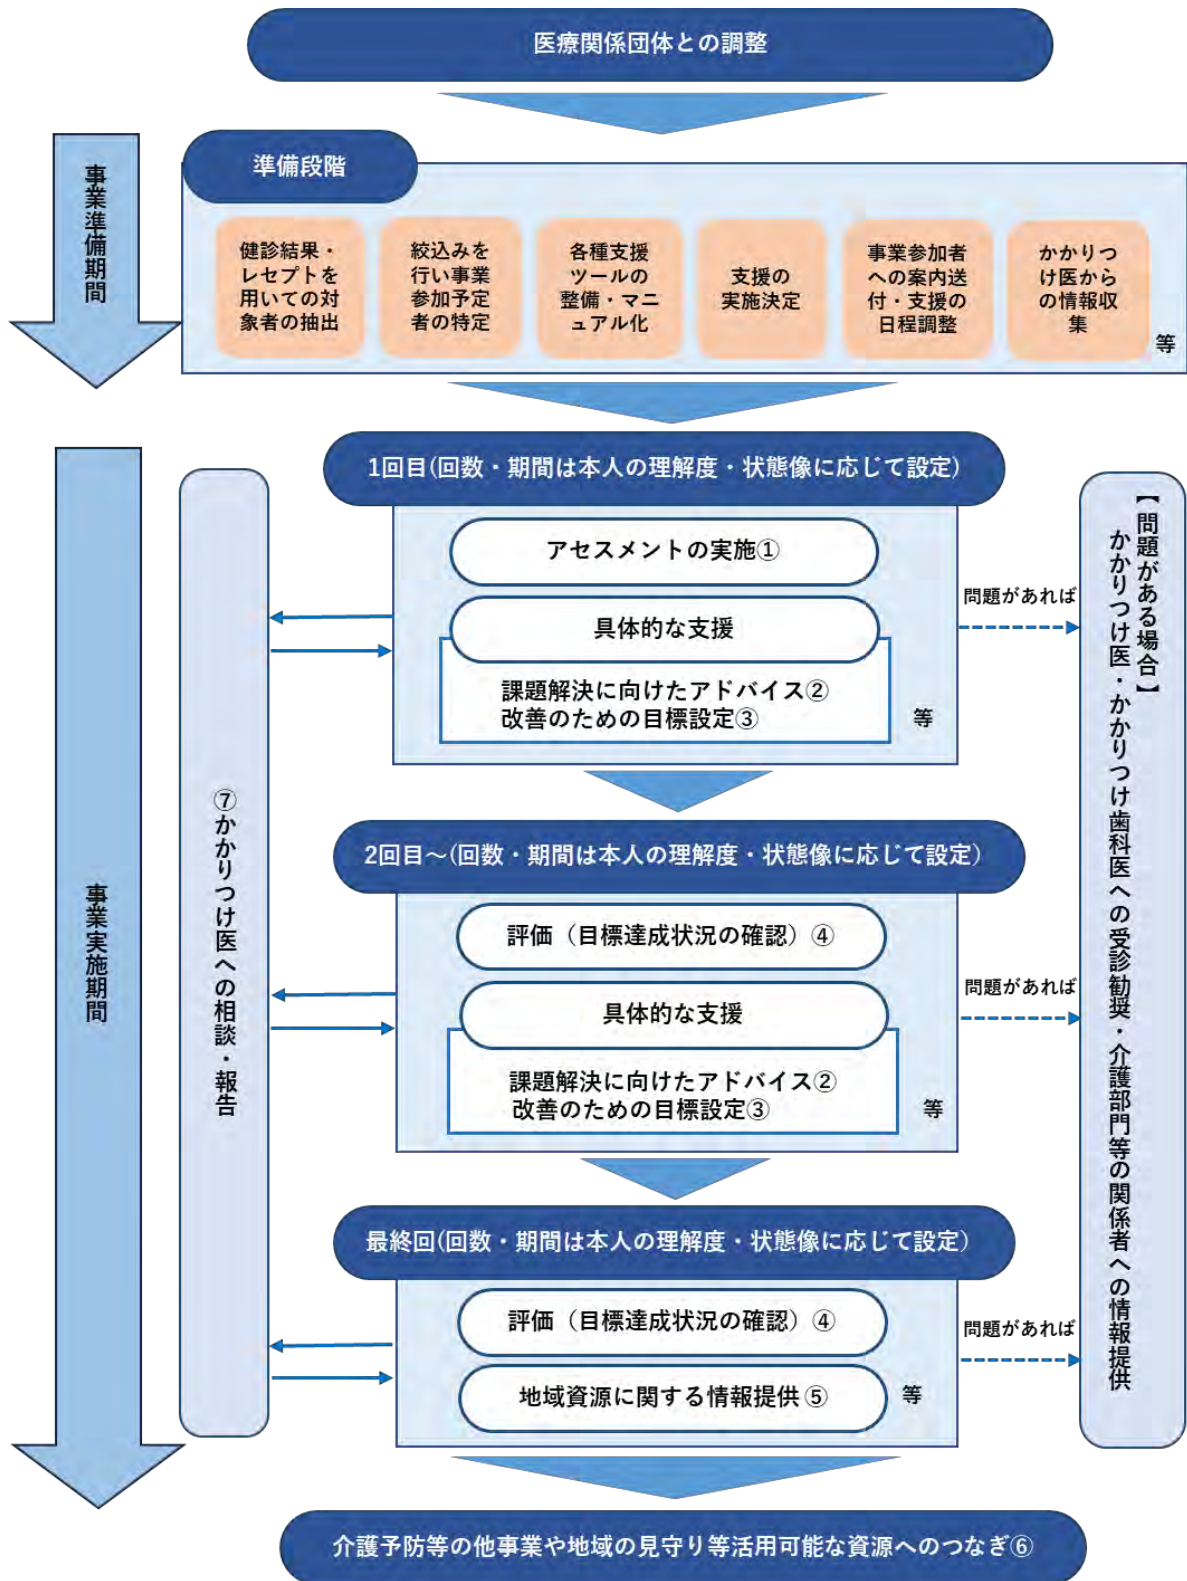 医療関係団体との調整
事業準備期間
準備段階
健診結果・
レセプトを
用いての対
象者の抽出
絞込みを
行い事業
参加予定
者の特定
各種支援
ツールの
整備・マニ
ュアル化
支援の
実施決定
事業参加者
への案内送
付・支援の
日程調整
かかりつ
け医から
の情報収
集
等
事業実施期間
1回目(回数・期間は本人の理解度・状態像に応じて設定)
アセスメントの実施①
具体的な支援
課題解決に向けたアドバイス②
改善のための目標設定③
等
問題があれば
2回目～(回数・期間は本人の理解度・状態像に応じて設定)
評価（目標達成状況の確認）④
具体的な支援
課題解決に向けたアドバイス②
改善のための目標設定③
等
問題があれば
最終回(回数・期間は本人の理解度・状態像に応じて設定)
評価（目標達成状況の確認）④
地域資源に関する情報提供⑤
等
問題があれば
⑦かかりつけ医への相談・報告
【問題がある場合】
かかりつけ医・かかりつけ歯科医への受診勧奨・介護部門等の関係者への情報提供
介護予防等の他事業や地域の見守り等活用可能な資源へのつなぎ⑥